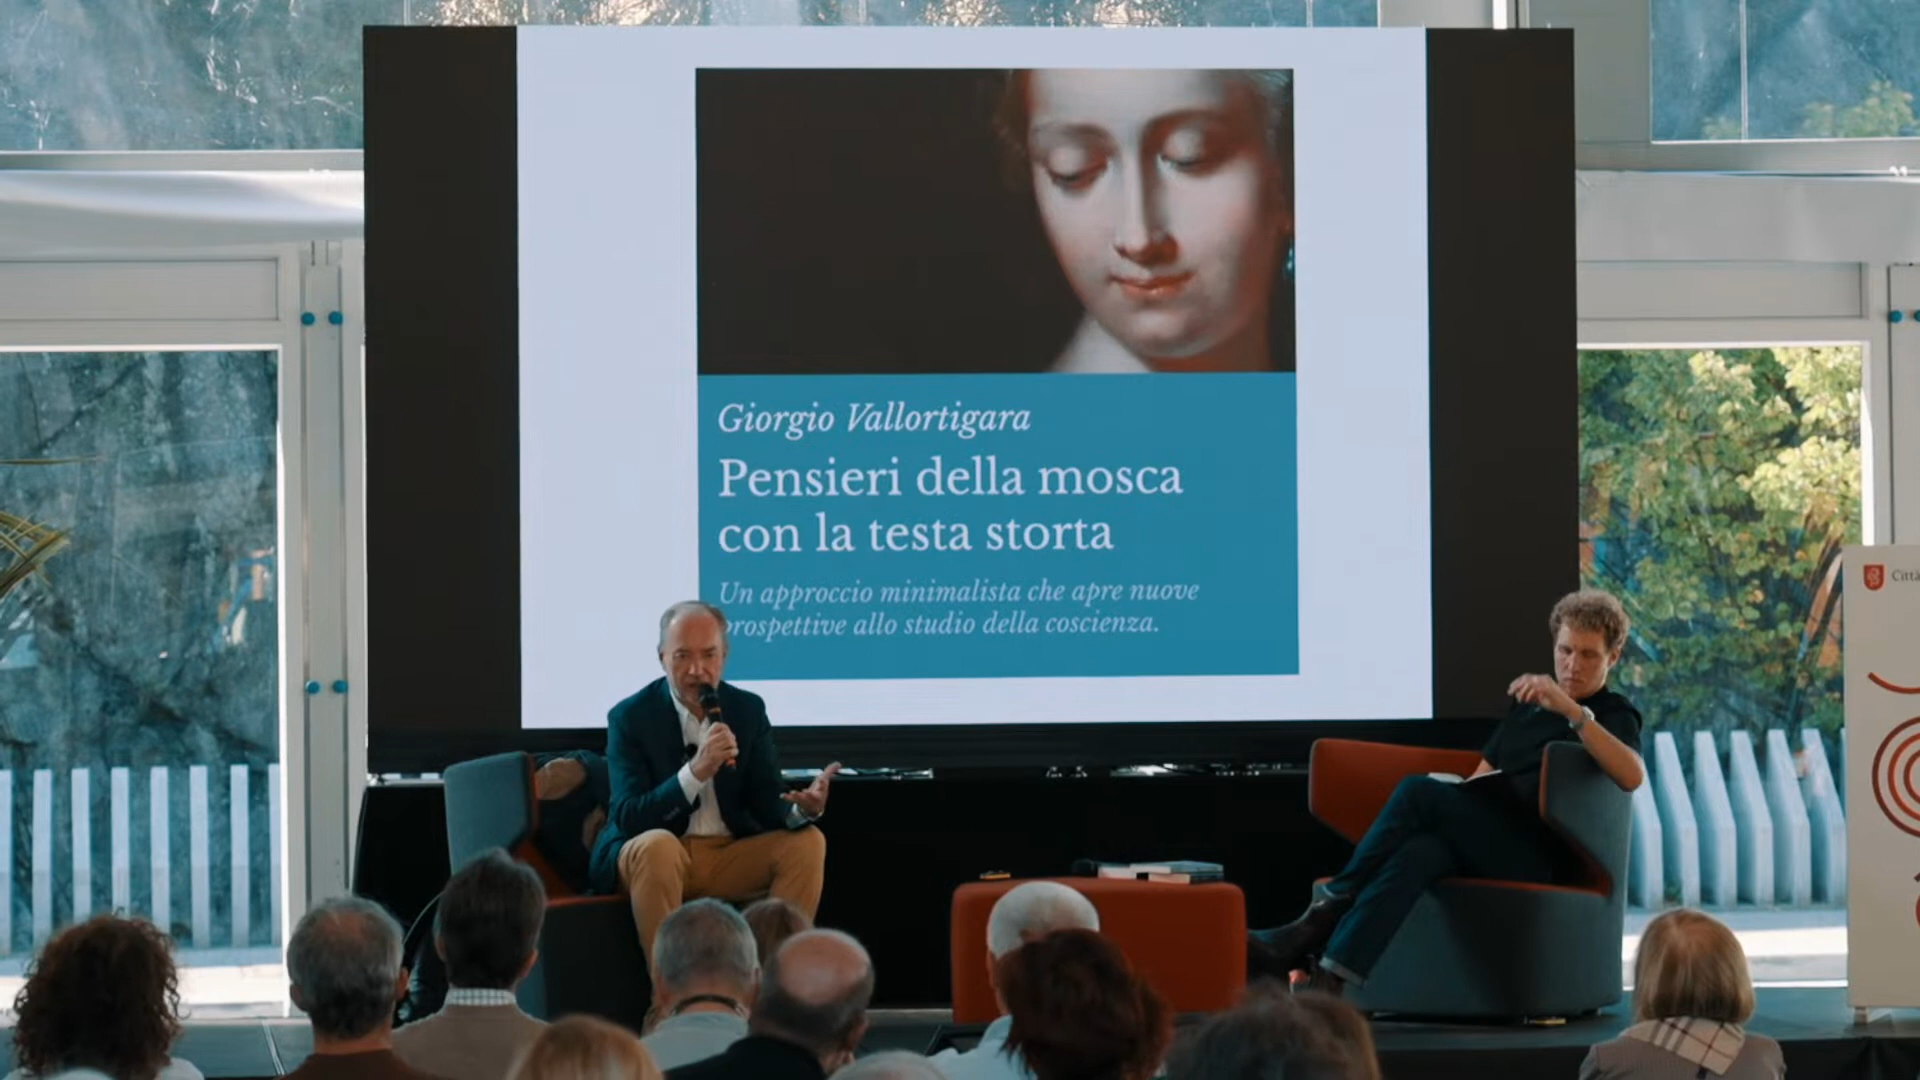 Giorgio Vallortigara
Pensieri della mosca
con la testa storta
Un approccio minimalista che apre nuove
prospettive allo studio della coscienza.
Città